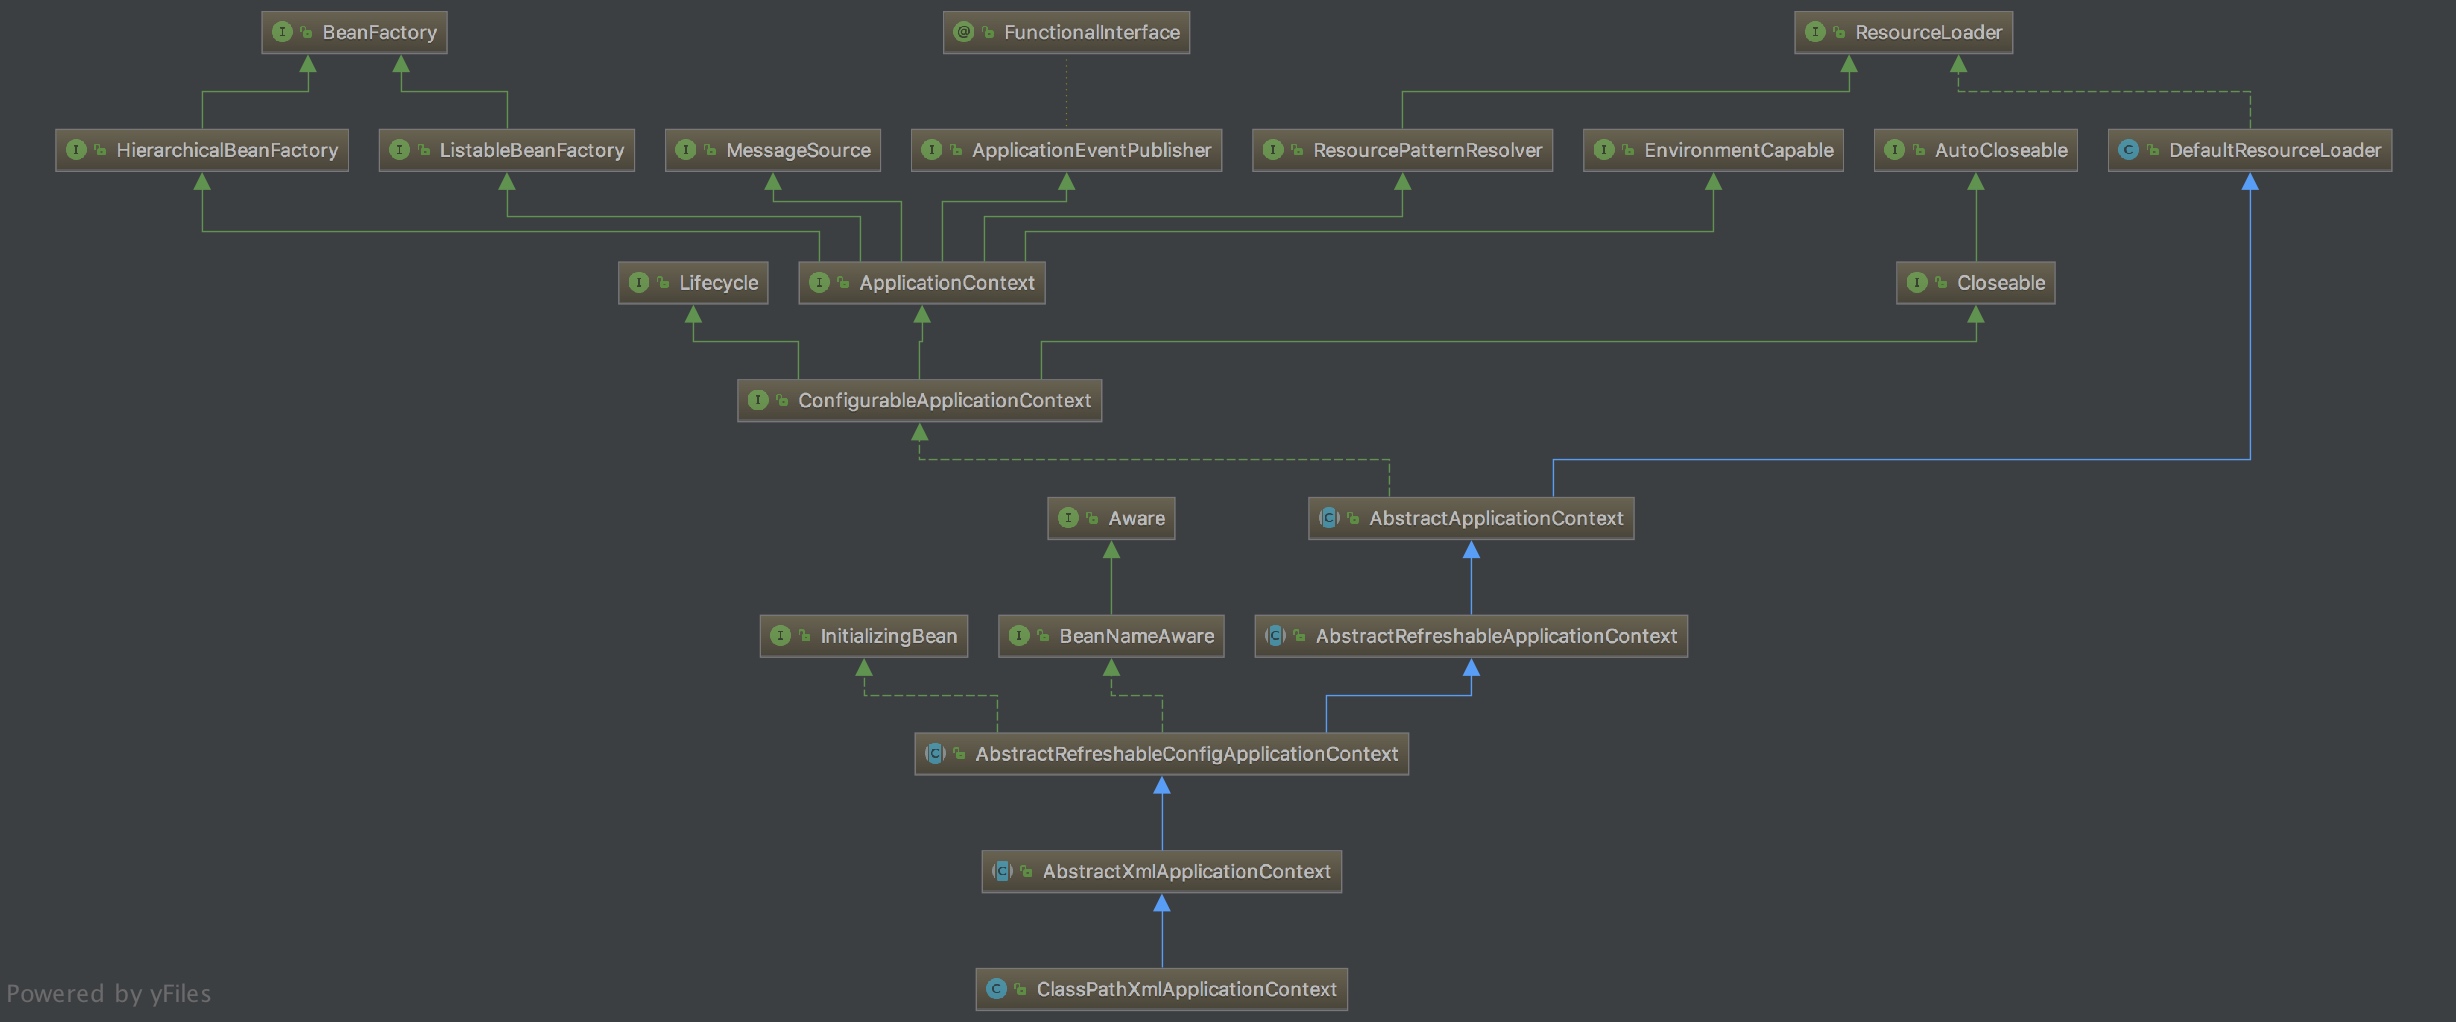 BeanFactory
FunctionalInterface
ResourceLoader
HierarchicalBeanFactory
ListableBeanFactory
MessageSource
ApplicationEventPublisher
ResourcePatternResolver
EnvironmentCapable
AutoCloseable
DefaultResourceLoader
Lifecycle
ApplicationContext
Closeable
ConfigurableApplicationContext
Aware
AbstractApplicationContext
InitializingBean
BeanNameAware
AbstractRefreshableApplicationContext
AbstractRefreshableConfigApplicationContext
AbstractXmlApplicationContext
ClassPathXmlApplicationContext
Powered by yFiles